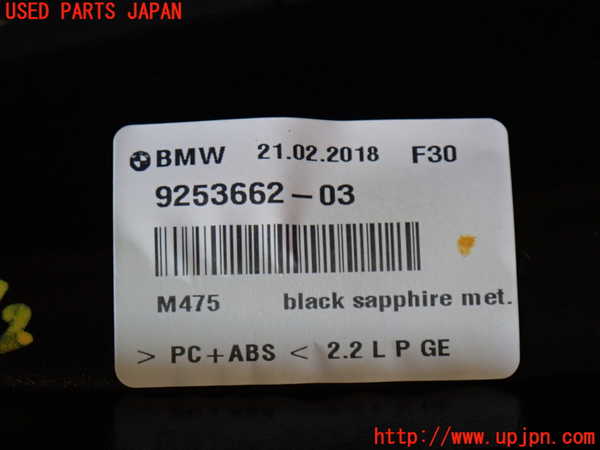 USED PARTS JAPAN
BMW 21.02.2018 F30
9253662-03
M475 black sapphire met.
> PC+ABS < 2.2 L P GE
http://www.upjpn.com